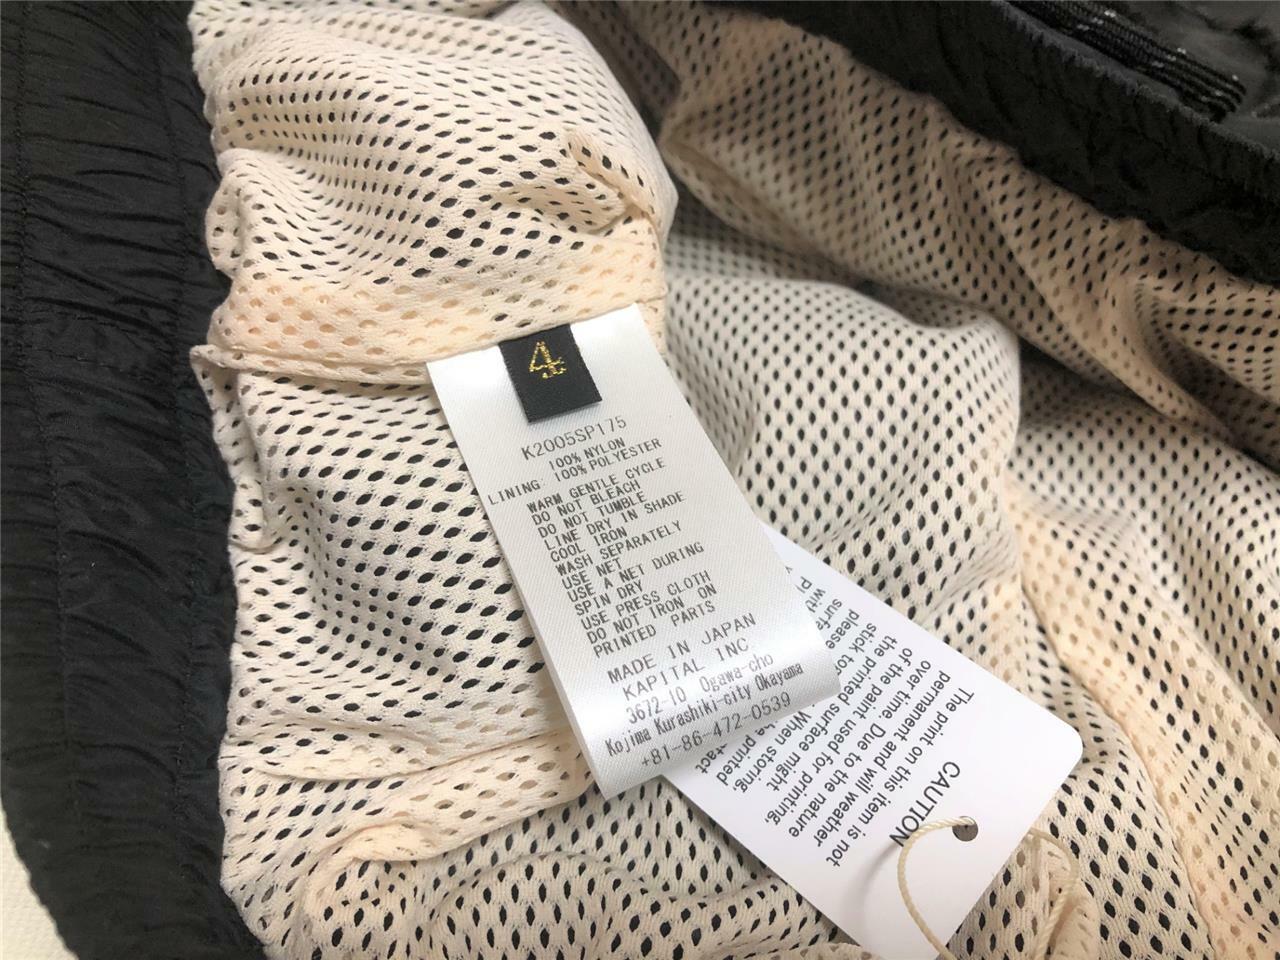 4
K2005SP175
100% NYLON
LINING: 100% POLYESTER
WARM GENTLE CYCLE
DO NOT BLEACH
DO NOT TUMBLE
LINE DRY IN SHADE
COOL IRON
WASH SEPARATELY
USE NET
USE A NET DURING
SPIN DRY
USE PRESS CLOTH
DO NOT IRON ON
PRINTED PARTS
MADE IN JAPAN
KAPITAL INC.
3672-10 Ogawa-cho
Kojima Kurashiki-city Okayama
+81-86-472-0539
CAUTION
The print on this item is not
permanent and will weather
over time. Due to the nature
of the paint used for printing,
the printed surface might
stick to When storing,
please printed